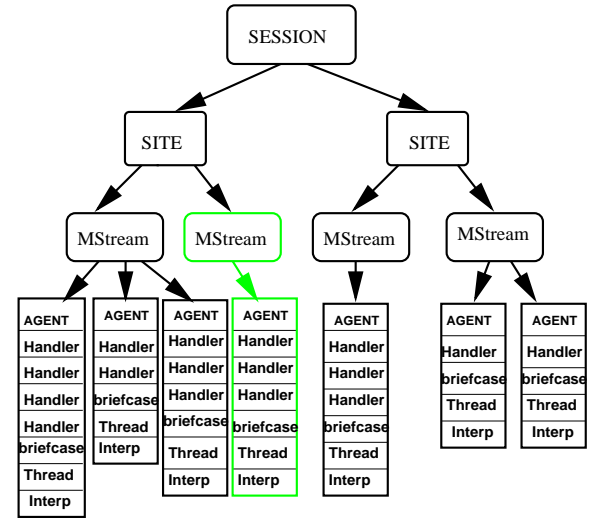 SESSION
SITE
SITE
MStream
MStream
MStream
MStream
AGENT
Handler
Handler
Handler
Handler
briefcase
Thread
Interp
AGENT
Handler
Handler
briefcase
Thread
Interp
AGENT
Handler
Handler
Handler
briefcase
Thread
Interp
AGENT
Handler
Handler
Handler
briefcase
Thread
Interp
AGENT
Handler
Handler
Handler
briefcase
Thread
Interp
AGENT
Handler
briefcase
Thread
Interp
AGENT
Handler
briefcase
Thread
Interp